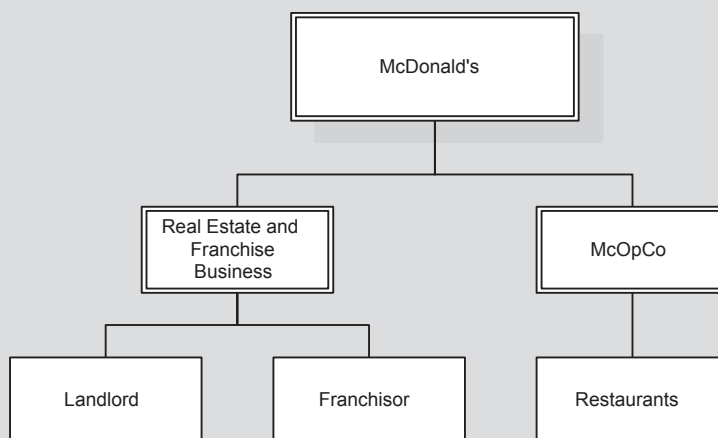 McDonald's
Real Estate and
Franchise
Business
McOpCo
Landlord
Franchisor
Restaurants